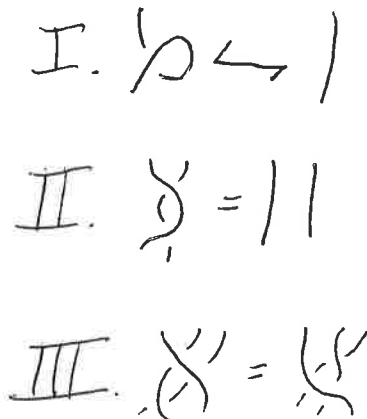 I.
II. =
III. =